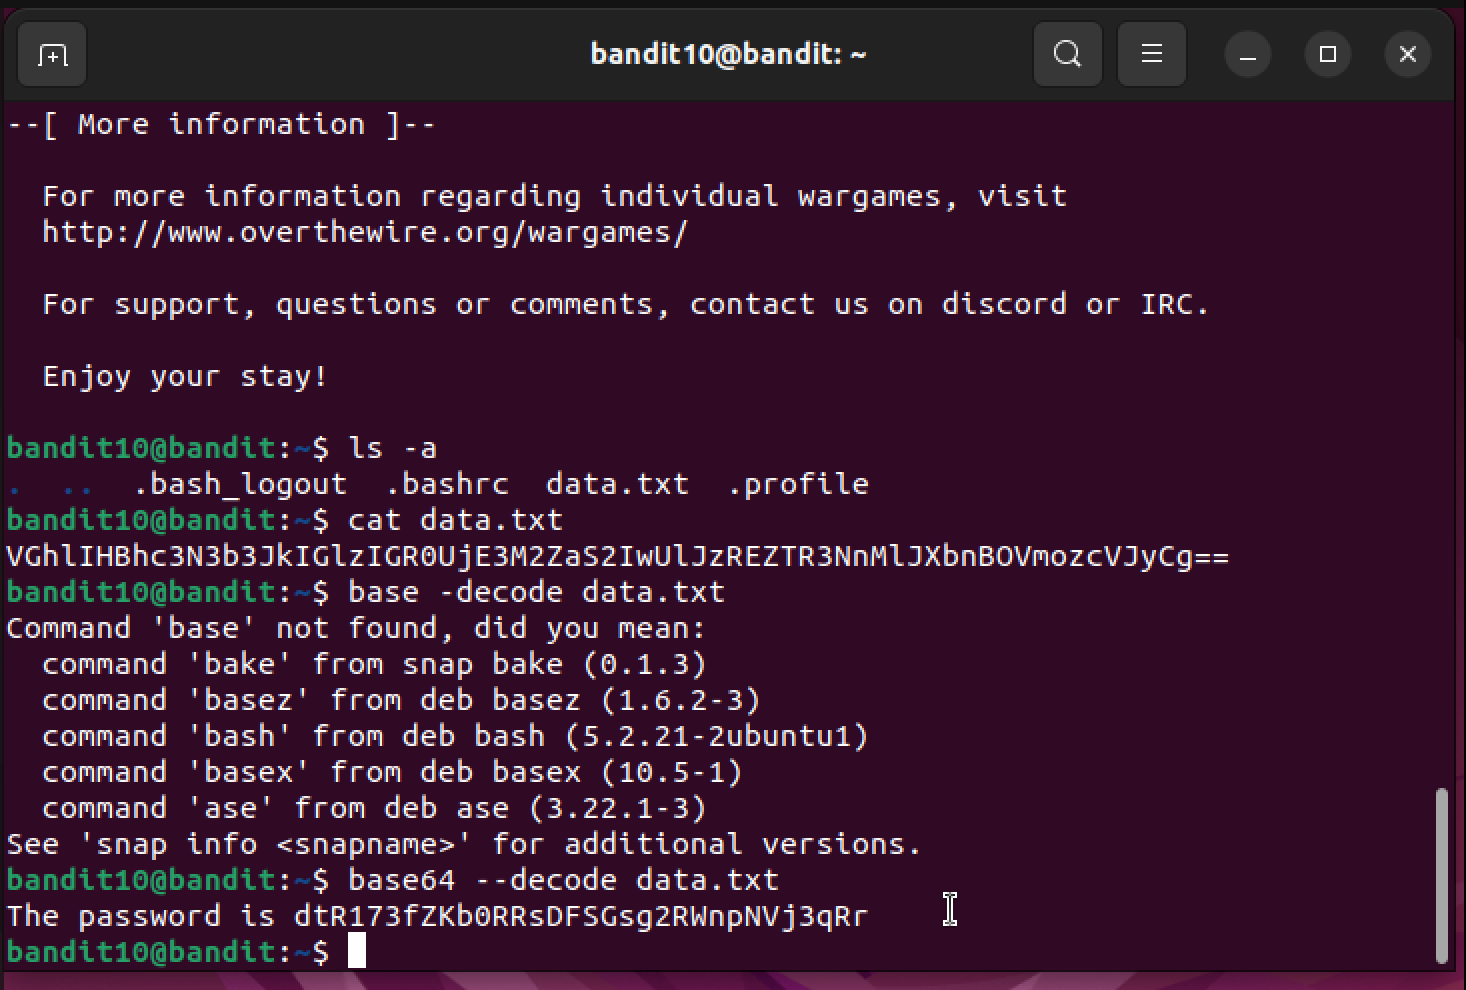 bandit10@bandit: ~
--[ More information ]--
For more information regarding individual wargames, visit
http://www.overthewire.org/wargames/
For support, questions or comments, contact us on discord or IRC.
Enjoy your stay!
bandit10@bandit:~$ ls -a
.  ..  .bash_logout  .bashrc  data.txt  .profile
bandit10@bandit:~$ cat data.txt
VGhlIHBhc3N3b3JkIGlzIGR0UjE3M2ZaS2IwUlJzREZTR3NnMlJXbnBOVmozcVJyCg==
bandit10@bandit:~$ base -decode data.txt
Command 'base' not found, did you mean:
command 'bake' from snap bake (0.1.3)
command 'basez' from deb basez (1.6.2-3)
command 'bash' from deb bash (5.2.21-2ubuntu1)
command 'basex' from deb basex (10.5-1)
command 'ase' from deb ase (3.22.1-3)
See 'snap info <snapname>' for additional versions.
bandit10@bandit:~$ base64 --decode data.txt
The password is dtR173fZKb0RRsDFSGsg2RWnpNVj3qRr
bandit10@bandit:~$